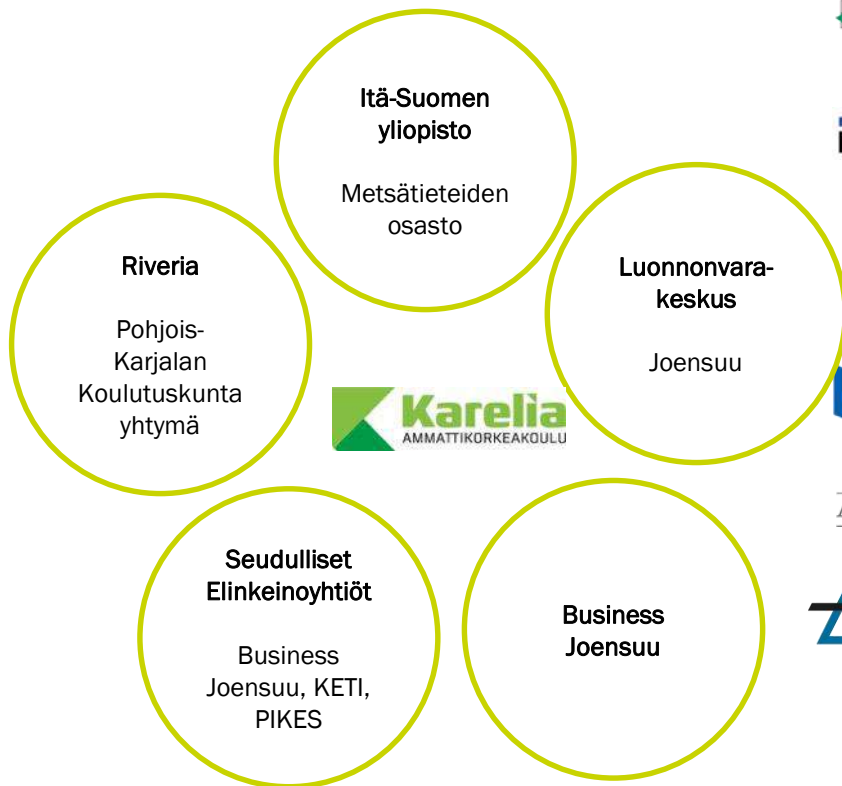 Itä-Suomen
yliopisto
Metsätieteiden
osasto
Riveria
Pohjois-
Karjalan
Koulutuskunta
yhtymä
Luonnonvara-
keskus
Joensuu
Karelia
AMMATTIKORKEAKOULU
Seudulliset
Elinkeinoyhtiöt
Business
Joensuu, KETI,
PIKES
Business
Joensuu